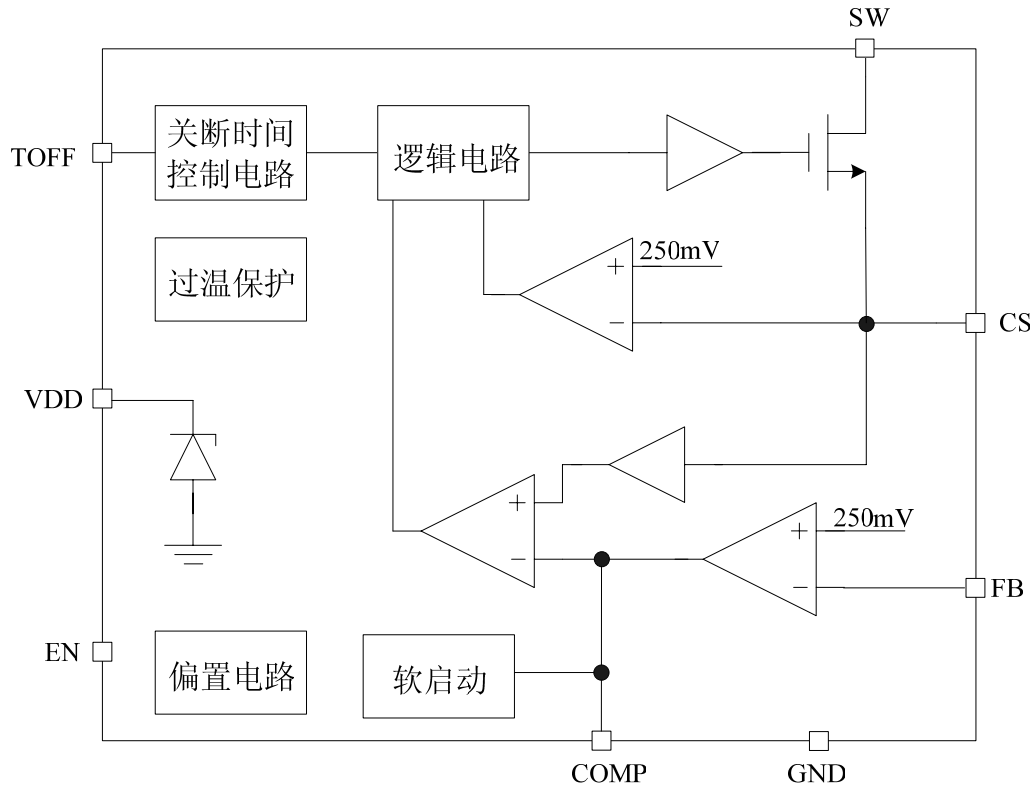 SW
TOFF
关断时间
控制电路
逻辑电路
过温保护
+
250mV
−
CS
VDD
+
−
+
250mV
−
FB
EN
偏置电路
软启动
COMP
GND